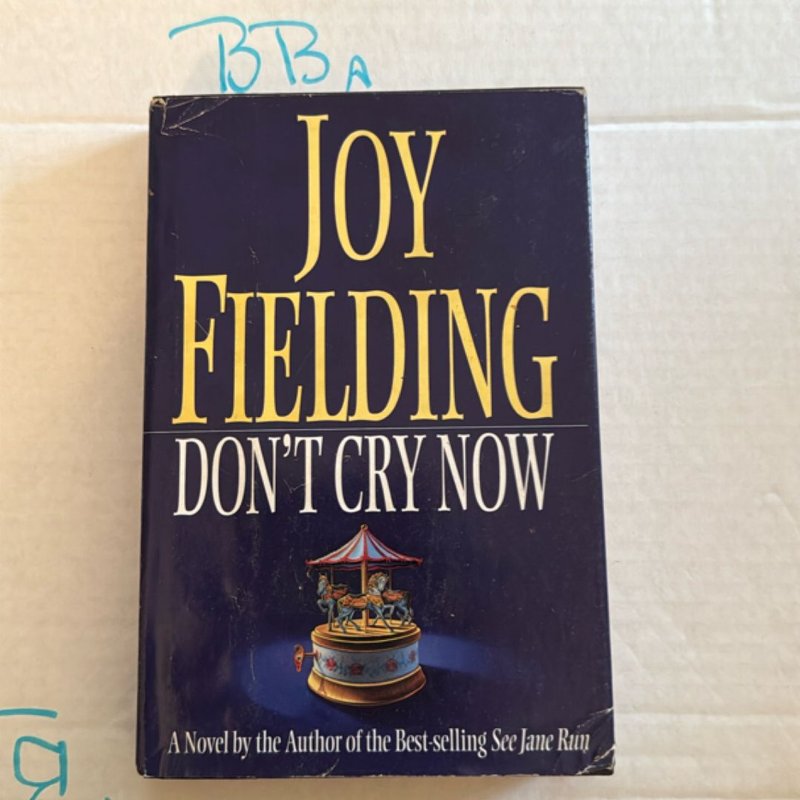 BBA
JOY
FIELDING
DON'T CRY NOW
A Novel by the Author of the Best-selling See Jane Run